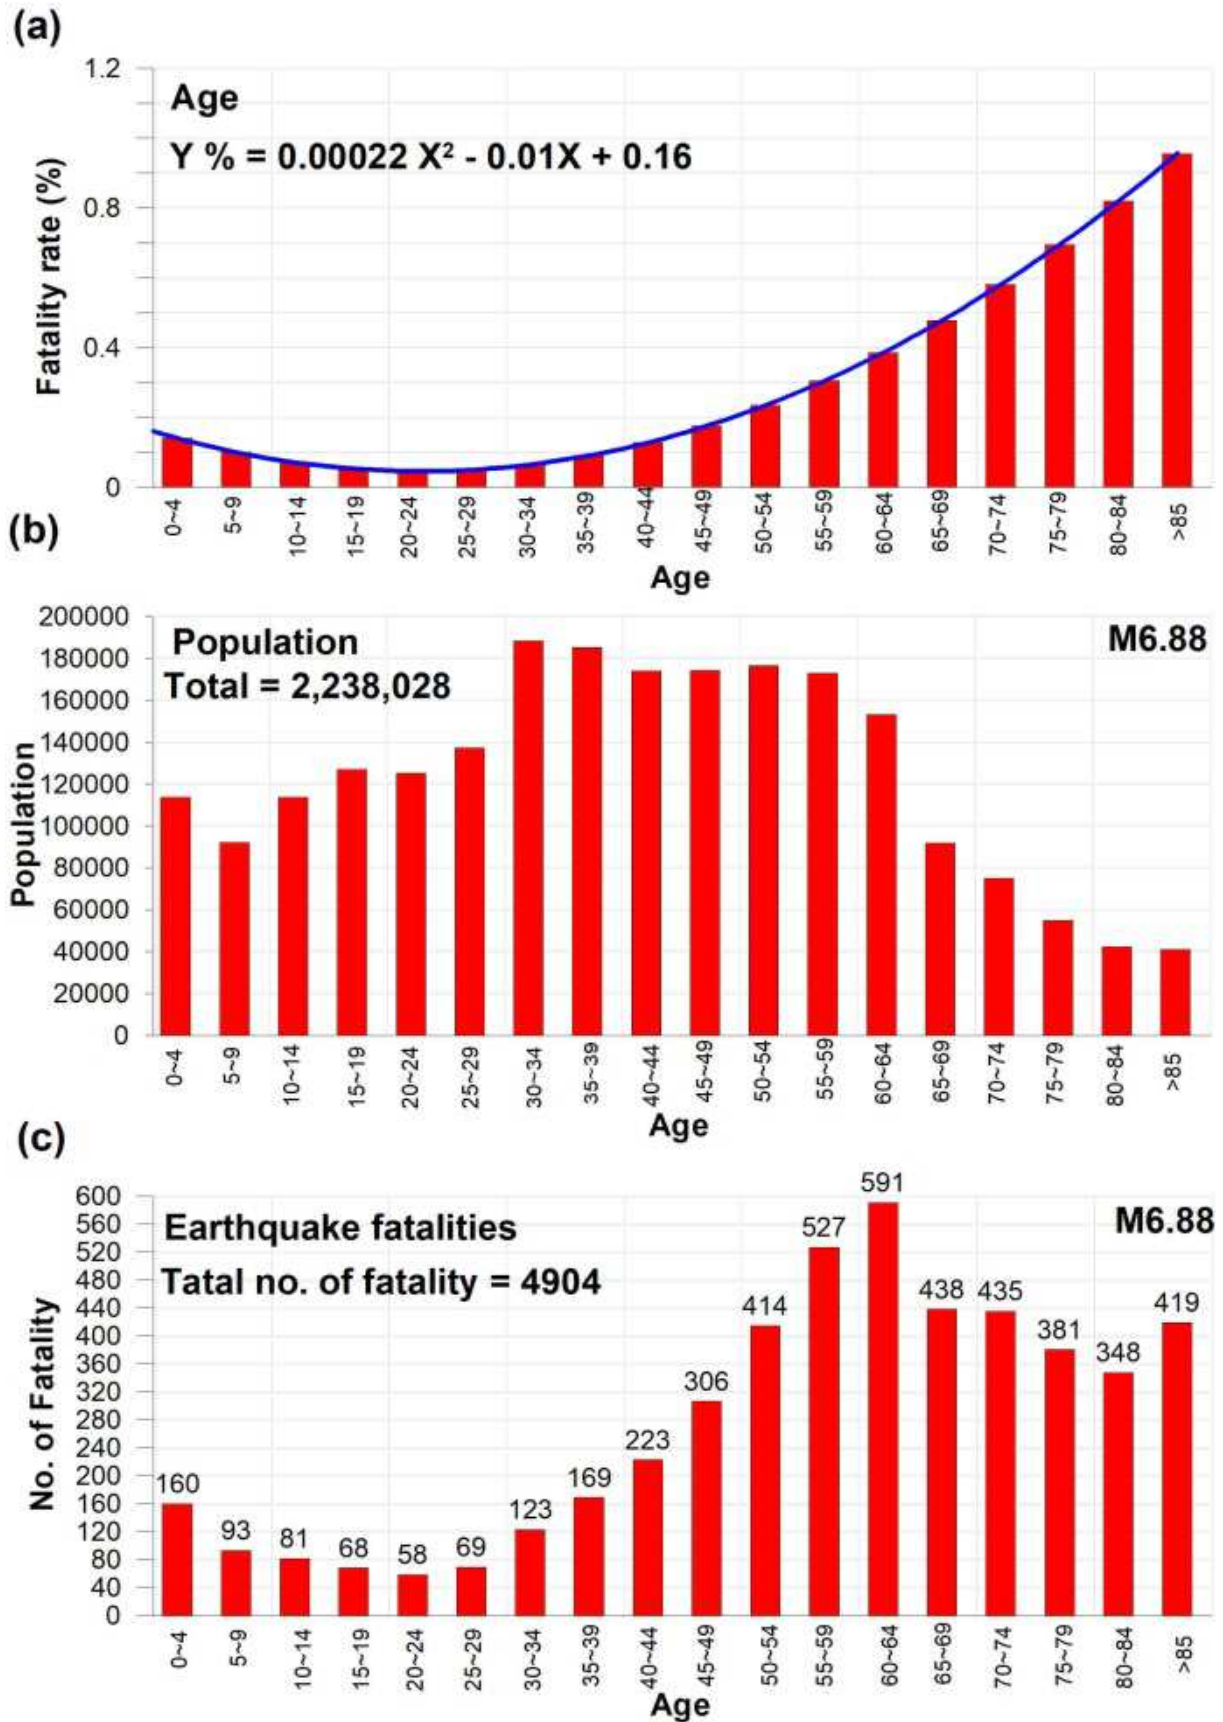 (a)
1.2
0.8
0.4
0
Fatality rate (%)
Age
Y % = 0.00022 X² - 0.01X + 0.16
0~4 5~9 10~14 15~19 20~24 25~29 30~34 35~39 40~44 45~49 50~54 55~59 60~64 65~69 70~74 75~79 80~84 >85
Age
(b)
200000
180000
160000
140000
120000
100000
80000
60000
40000
20000
0
Population
Population
Total = 2,238,028
M6.88
0~4 5~9 10~14 15~19 20~24 25~29 30~34 35~39 40~44 45~49 50~54 55~59 60~64 65~69 70~74 75~79 80~84 >85
Age
(c)
600
560
520
480
440
400
360
320
280
240
200
160
120
80
40
0
No. of Fatality
Earthquake fatalities
Tatal no. of fatality = 4904
M6.88
160 93 81 68 58 69 123 169 223 306 414 527 591 438 435 381 348 419
0~4 5~9 10~14 15~19 20~24 25~29 30~34 35~39 40~44 45~49 50~54 55~59 60~64 65~69 70~74 75~79 80~84 >85
Age